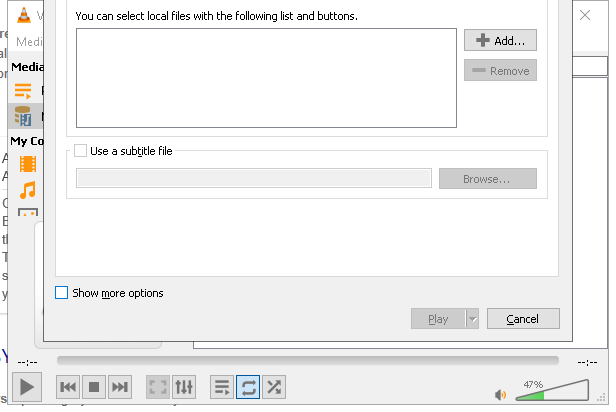 You can select local files with the following list and buttons.
Add...
Remove
Media
My Co
Use a subtitle file
Browse...
Show more options
Play
Cancel
--:--
--:--
47%